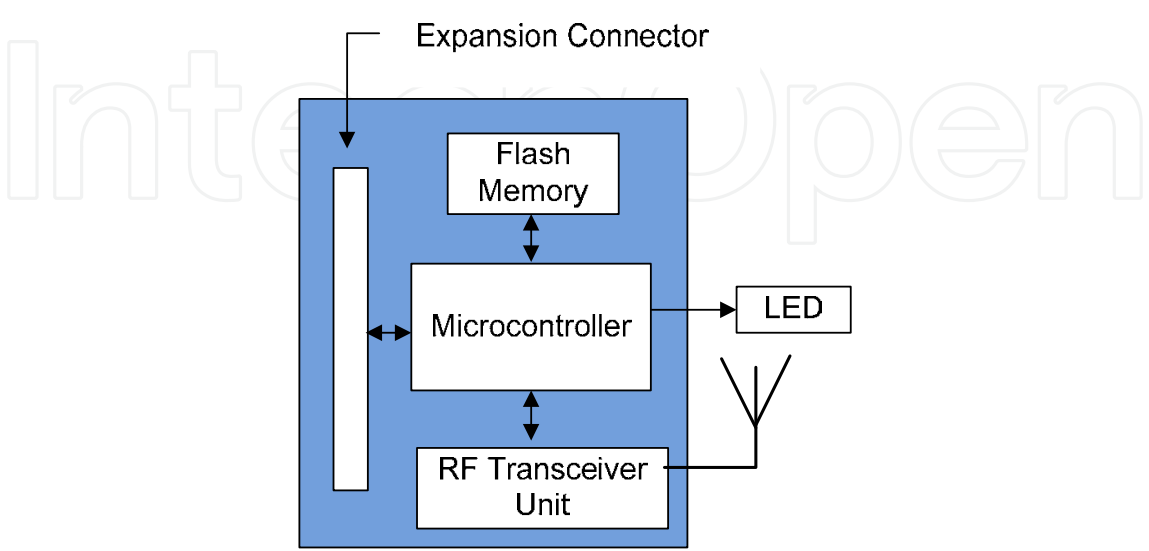 Expansion Connector
IntechOpen
Flash
Memory
LED
Microcontroller
RF Transceiver
Unit